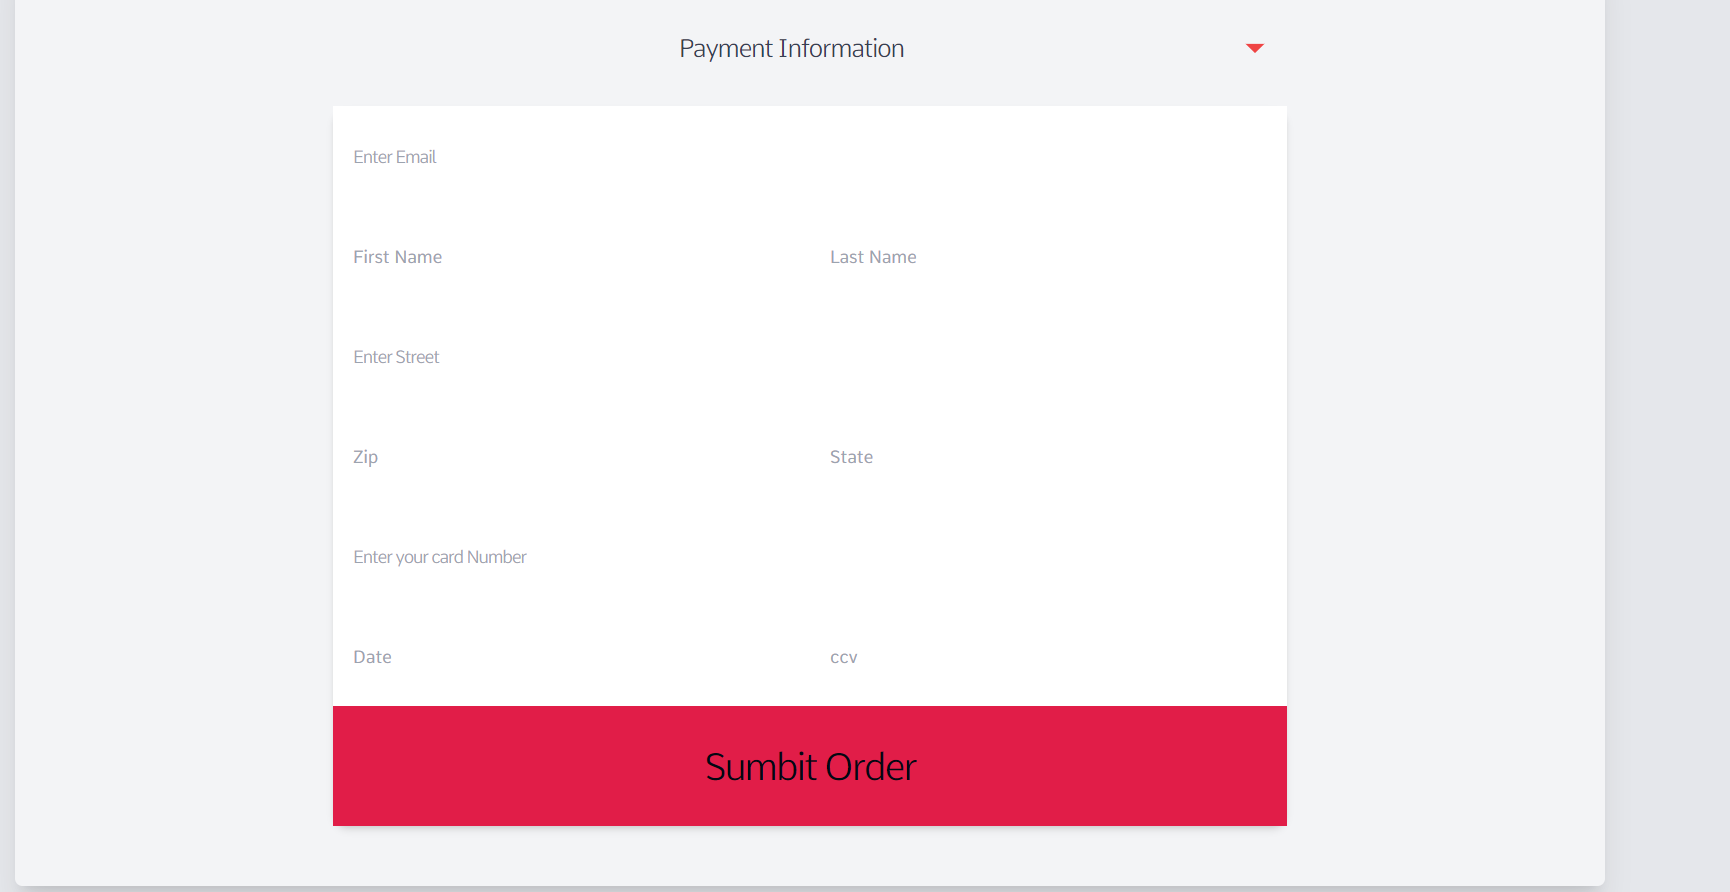 Payment Information
Enter Email
First Name
Last Name
Enter Street
Zip
State
Enter your card Number
Date
ccv
Sumbit Order